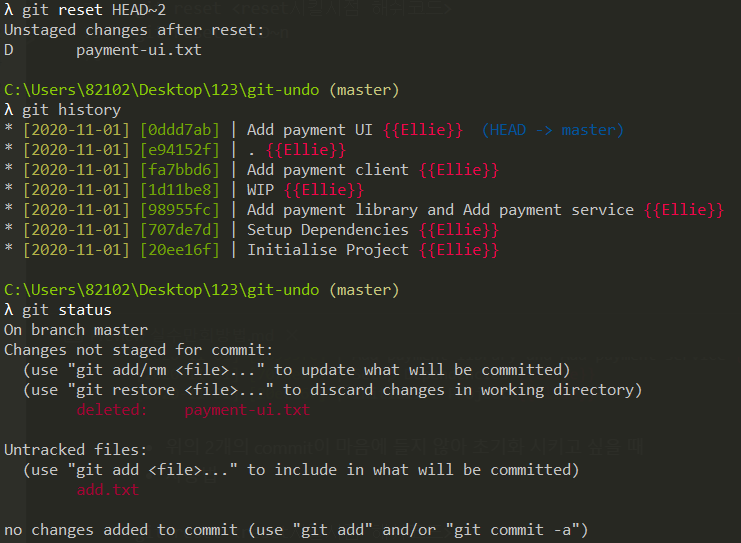 λ git reset HEAD~2
Unstaged changes after reset:
D       payment-ui.txt
C:\Users\82102\Desktop\123\git-undo (master)
λ git history
* [2020-11-01] [0ddd7ab] | Add payment UI {{Ellie}}  (HEAD -> master)
* [2020-11-01] [e94152f] | . {{Ellie}}
* [2020-11-01] [fa7bbd6] | Add payment client {{Ellie}}
* [2020-11-01] [1d11be8] | WIP {{Ellie}}
* [2020-11-01] [98955fc] | Add payment library and Add payment service {{Ellie}}
* [2020-11-01] [707de7d] | Setup Dependencies {{Ellie}}
* [2020-11-01] [20ee16f] | Initialise Project {{Ellie}}
C:\Users\82102\Desktop\123\git-undo (master)
λ git status
On branch master
Changes not staged for commit:
  (use "git add/rm <file>..." to update what will be committed)
  (use "git restore <file>..." to discard changes in working directory)
        deleted:    payment-ui.txt
Untracked files:
  (use "git add <file>..." to include in what will be committed)
        add.txt
no changes added to commit (use "git add" and/or "git commit -a")